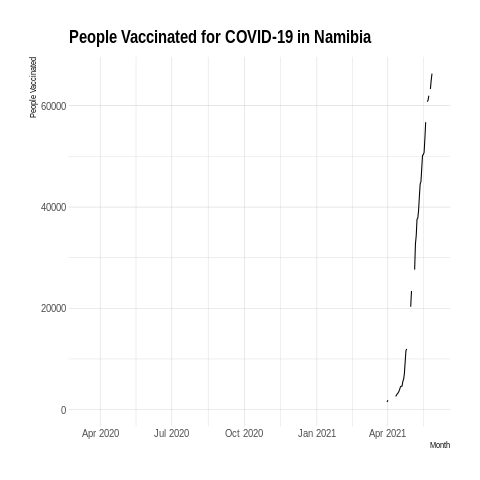 People Vaccinated for COVID-19 in Namibia
People Vaccinated
60000
40000
20000
0
Apr 2020
Jul 2020
Oct 2020
Jan 2021
Apr 2021
Month